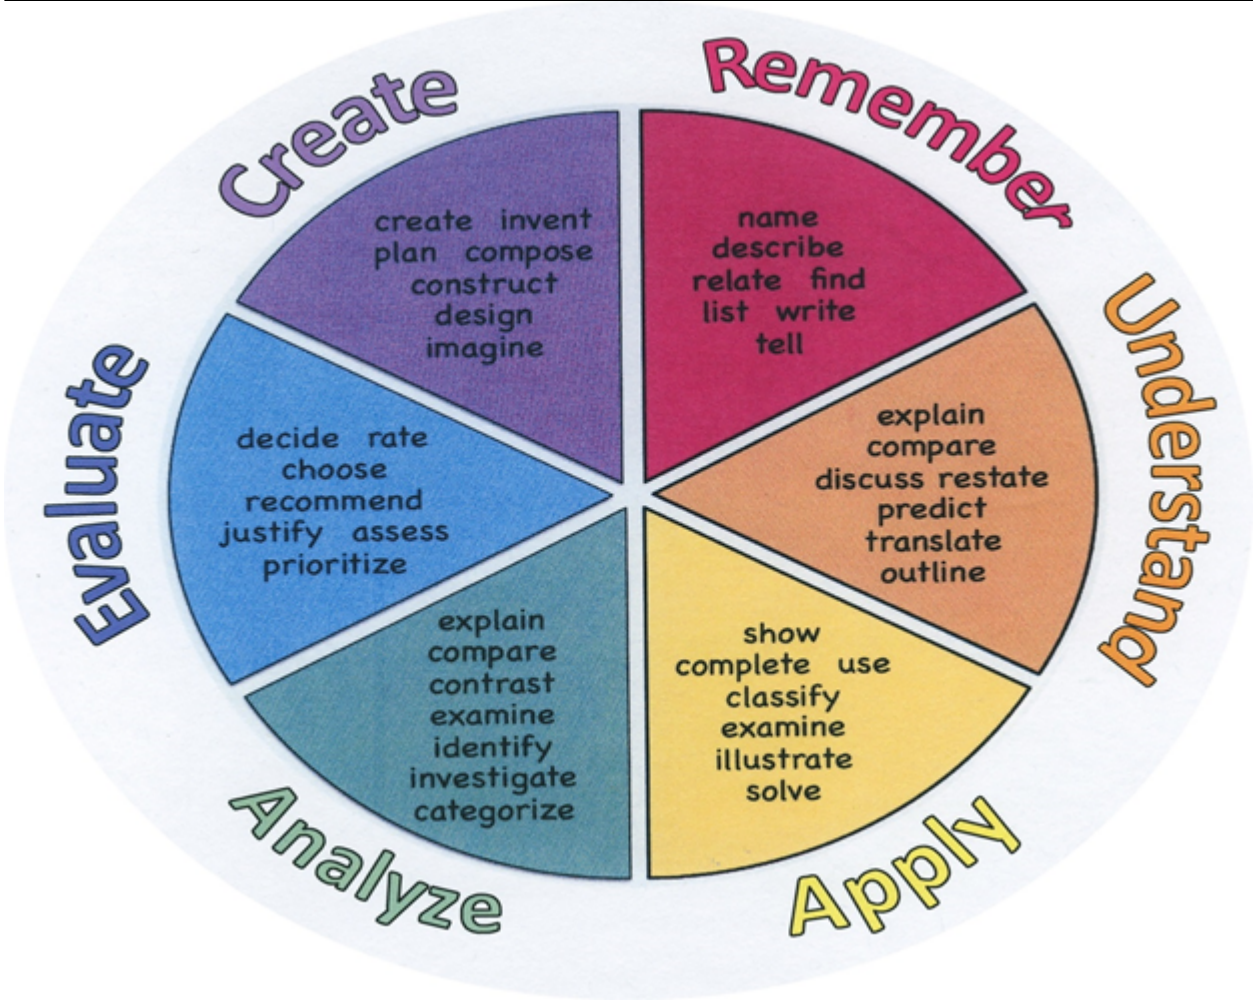 Remember
name
describe
relate find
list write
tell
Understand
explain
compare
discuss restate
predict
translate
outline
Apply
show
complete use
classify
examine
illustrate
solve
Analyze
explain
compare
contrast
examine
identify
investigate
categorize
Evaluate
decide rate
choose
recommend
justify assess
prioritize
Create
create invent
plan compose
construct
design
imagine